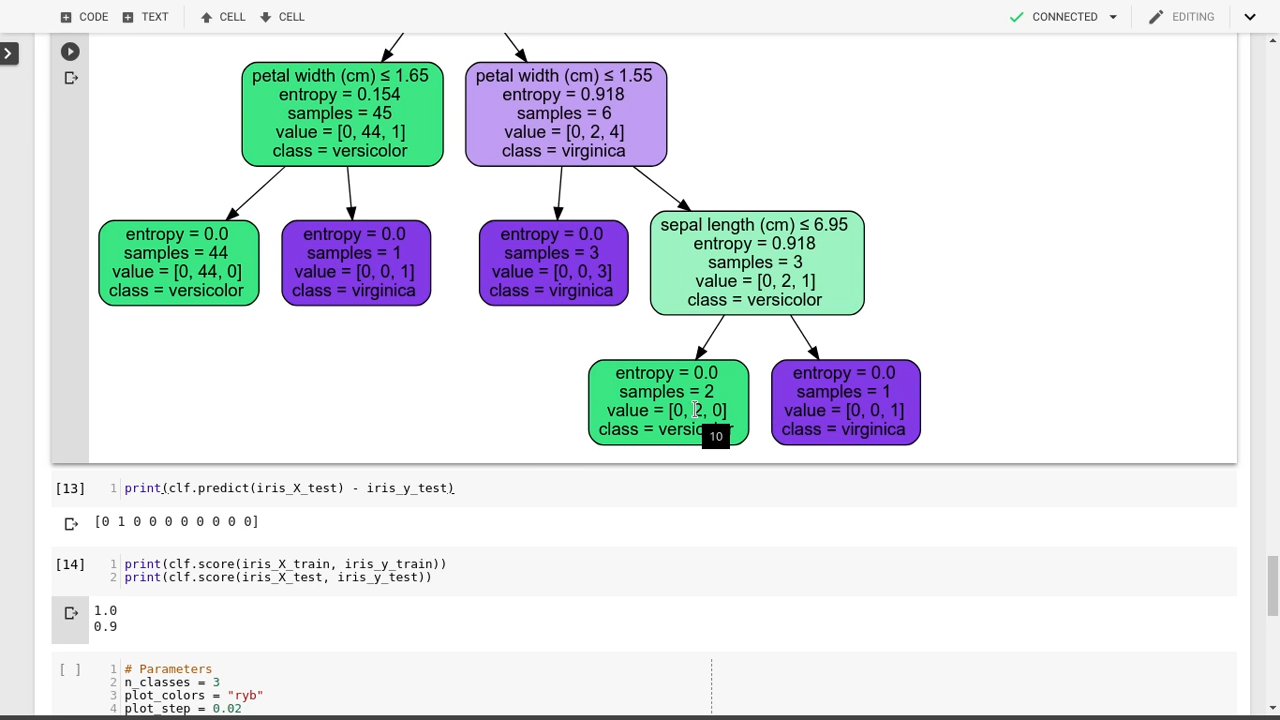 CODE TEXT CELL CELL CONNECTED EDITING
petal width (cm) ≤ 1.65
entropy = 0.154
samples = 45
value = [0, 44, 1]
class = versicolor
petal width (cm) ≤ 1.55
entropy = 0.918
samples = 6
value = [0, 2, 4]
class = virginica
entropy = 0.0
samples = 44
value = [0, 44, 0]
class = versicolor
entropy = 0.0
samples = 1
value = [0, 0, 1]
class = virginica
entropy = 0.0
samples = 3
value = [0, 0, 3]
class = virginica
sepal length (cm) ≤ 6.95
entropy = 0.918
samples = 3
value = [0, 2, 1]
class = versicolor
entropy = 0.0
samples = 2
value = [0, 2, 0]
class =
10
entropy = 0.0
samples = 1
value = [0, 0, 1]
class = virginica
[13] 1 print(clf.predict(iris_X_test) - iris_y_test)
[0 1 0 0 0 0 0 0 0 0]
[14] 1 print(clf.score(iris_X_train, iris_y_train))
2 print(clf.score(iris_X_test, iris_y_test))
1.0
0.9
[ ] 1 # Parameters
2 n_classes = 3
3 plot_colors = "ryb"
4 plot_step = 0.02